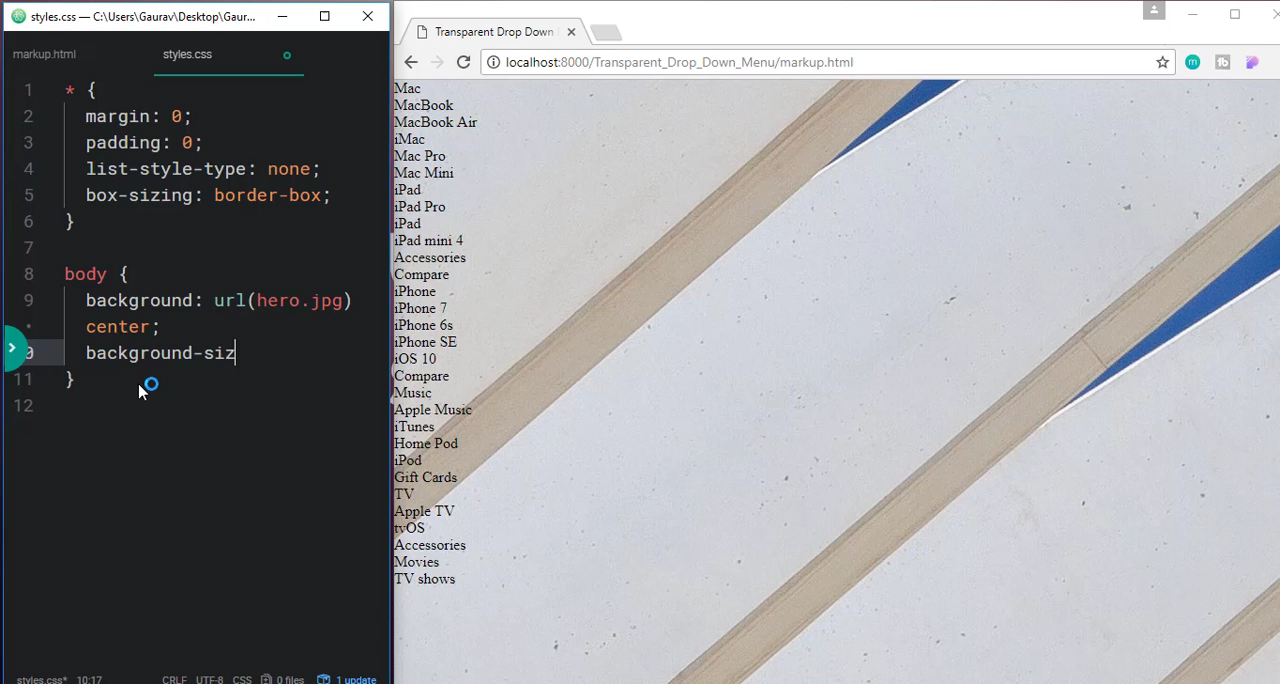 styles.css — C:\Users\Gaurav\Desktop\Gaur...
markup.html
styles.css
1 * {
2 margin: 0;
3 padding: 0;
4 list-style-type: none;
5 box-sizing: border-box;
6 }
7
8 body {
9 background: url(hero.jpg)
• center;
0 background-siz
11 }
12
styles.css* 10:17 CRLF UTF-8 CSS 0 files 1 update
Transparent Drop Down
localhost:8000/Transparent_Drop_Down_Menu/markup.html
Mac
MacBook
MacBook Air
iMac
Mac Pro
Mac Mini
iPad
iPad Pro
iPad
iPad mini 4
Accessories
Compare
iPhone
iPhone 7
iPhone 6s
iPhone SE
iOS 10
Compare
Music
Apple Music
iTunes
Home Pod
iPod
Gift Cards
TV
Apple TV
tvOS
Accessories
Movies
TV shows